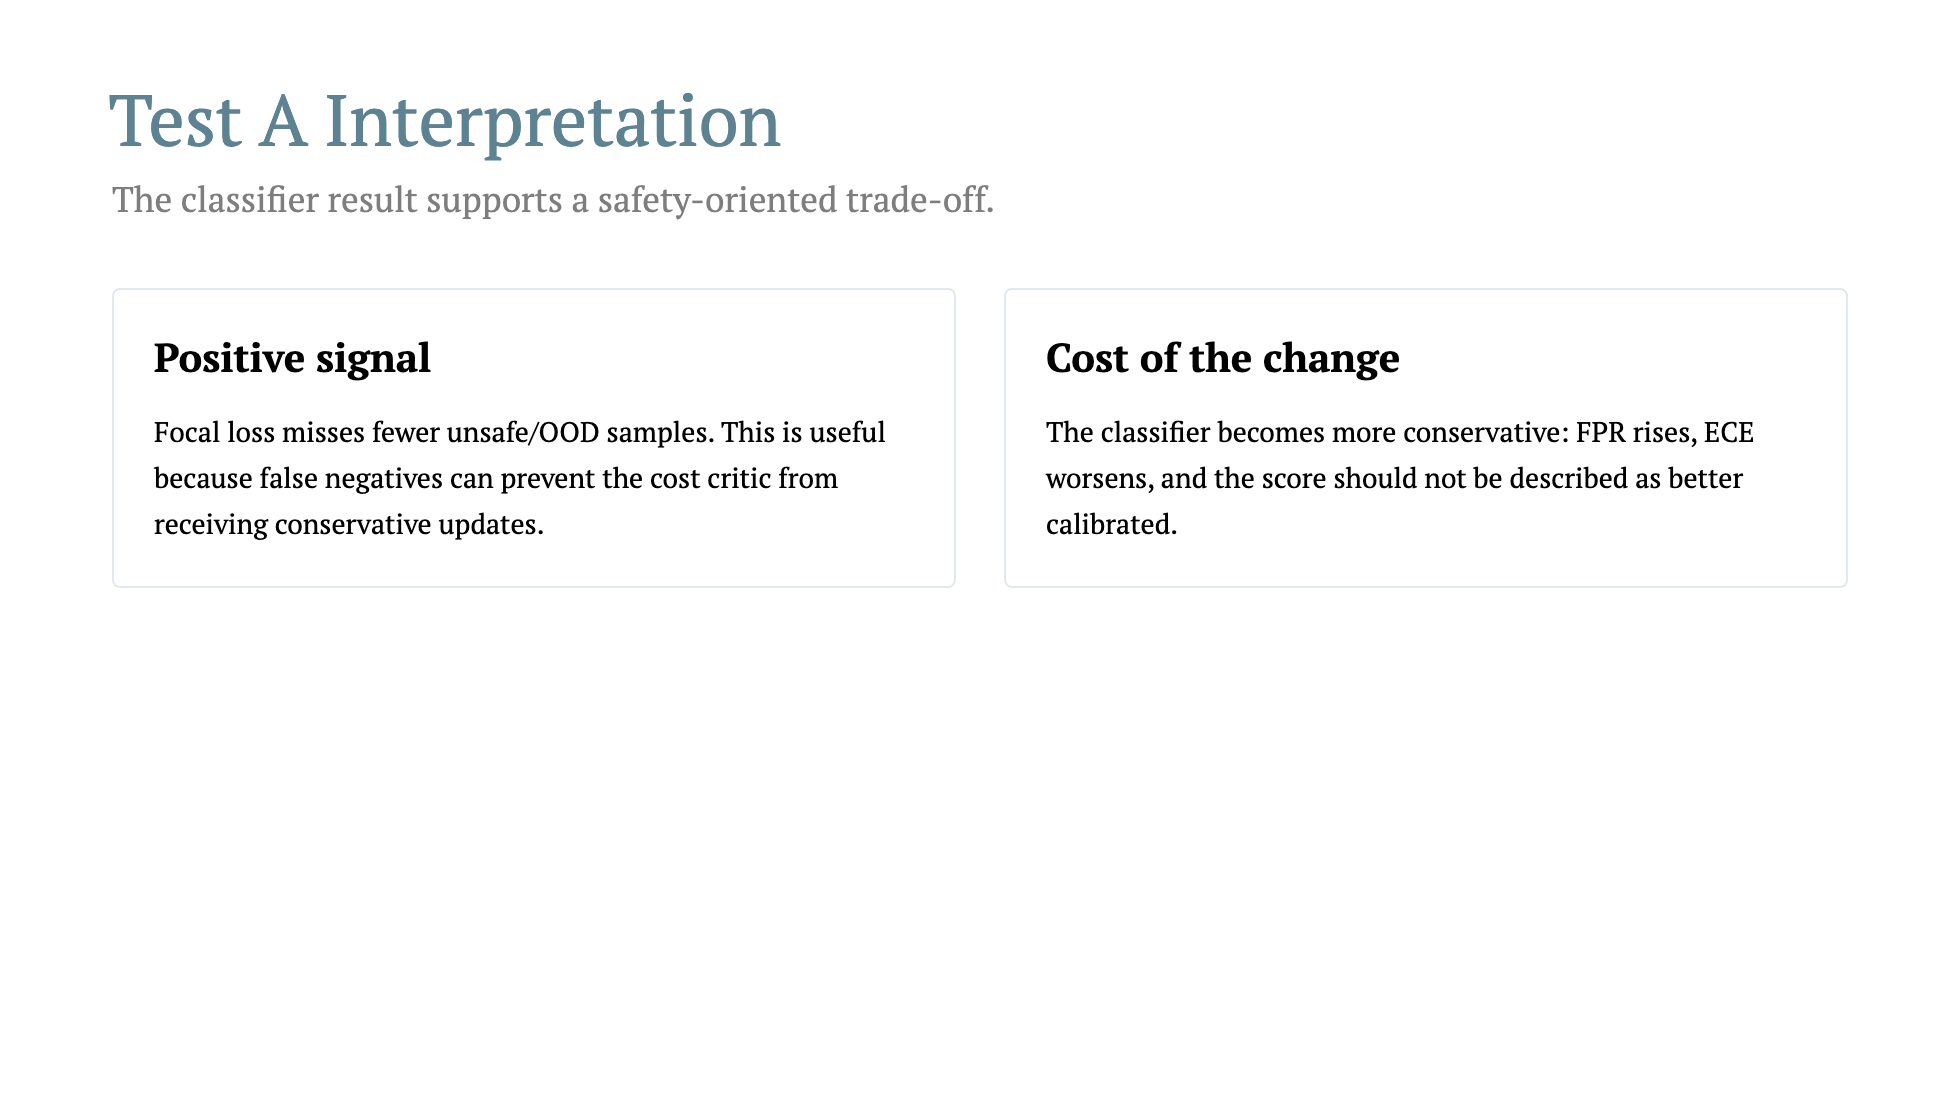 Test A Interpretation
The classifier result supports a safety-oriented trade-off.
Positive signal
Focal loss misses fewer unsafe/OOD samples. This is useful
because false negatives can prevent the cost critic from
receiving conservative updates.
Cost of the change
The classifier becomes more conservative: FPR rises, ECE
worsens, and the score should not be described as better
calibrated.